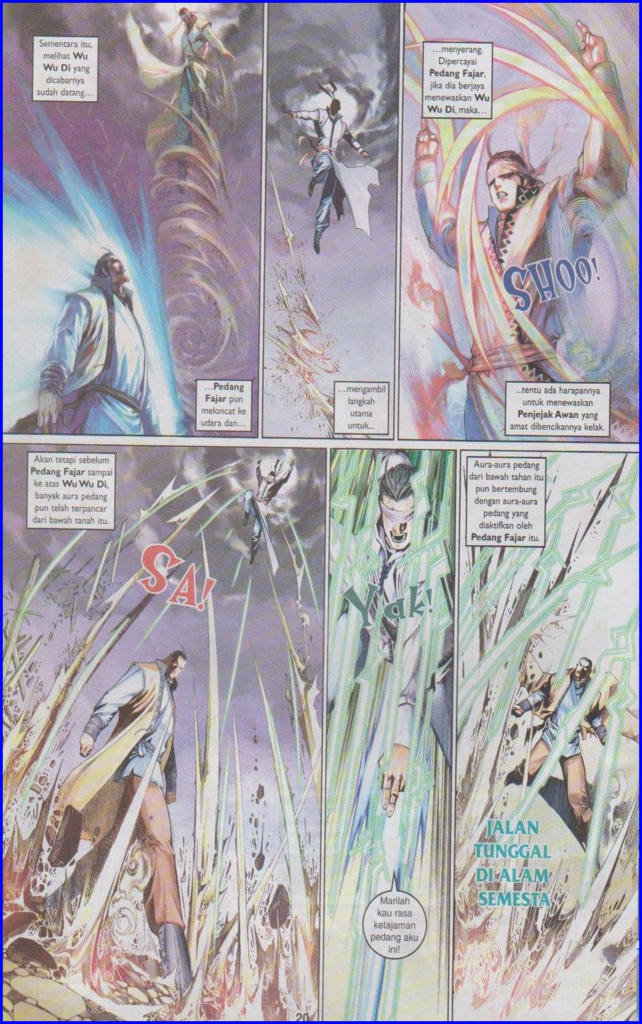 Sementara itu,
melihat Wu
Wu Di yang
dicabarnya
sudah datang...
...Pedang
Fajar pun
meloncat ke
udara dan...
...mengambil
langkah
utama
untuk...
...menyerang.
Dipercayai
Pedang Fajar,
jika dia berjaya
menewaskan Wu
Wu Di, maka...
SHOO!
...tentu ada harapannya
untuk menewaskan
Penjejak Awan yang
amat dibencikannya kelak.
Akan tetapi sebelum
Pedang Fajar sampai
ke atas Wu Wu Di,
banyak aura pedang
pun telah terpancar
dari bawah tanah itu.
SA!
Yak!
Marilah
kau rasa
ketajaman
pedang aku
ini!
Aura-aura pedang
dari bawah tahan itu
pun bertembung
dengan aura-aura
pedang yang
diaktifkan oleh
Pedang Fajar itu.
JALAN
TUNGGAL
DI ALAM
SEMESTA
20